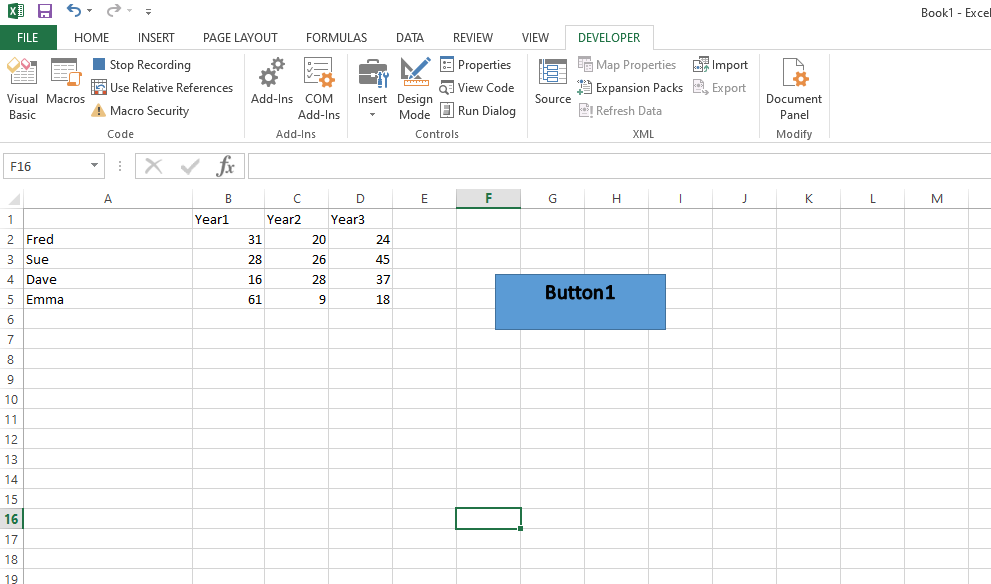 Book1 - Excel
FILE HOME INSERT PAGE LAYOUT FORMULAS DATA REVIEW VIEW DEVELOPER
Visual Basic
Macros
Stop Recording
Use Relative References
Macro Security
Code
Add-Ins
COM Add-Ins
Add-Ins
Insert
Design Mode
Properties
View Code
Run Dialog
Controls
Source
Map Properties
Expansion Packs
Refresh Data
Import
Export
XML
Document Panel
Modify
F16 fx
A B C D E F G H I J K L M
1 Year1 Year2 Year3
2 Fred 31 20 24
3 Sue 28 26 45
4 Dave 16 28 37
Button1
5 Emma 61 9 18
6
7
8
9
10
11
12
13
14
15
16
17
18
19